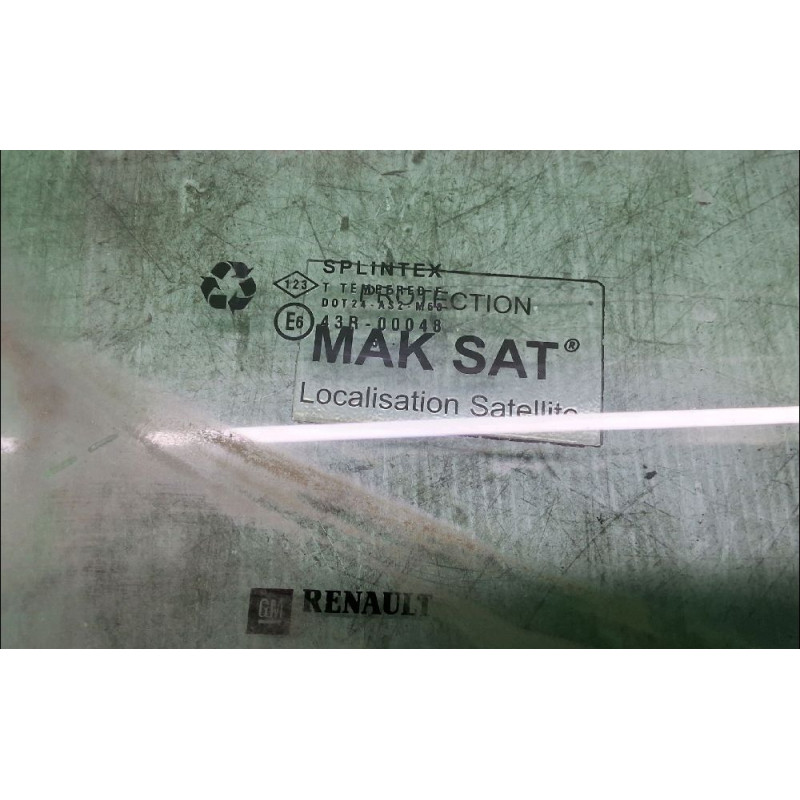 SPLINTEX
123
T TEMPERED F
DOT24-AS2-M60
E6
43R-00048
PROTECTION
MAK SAT®
Localisation Satellite
GM
RENAULT